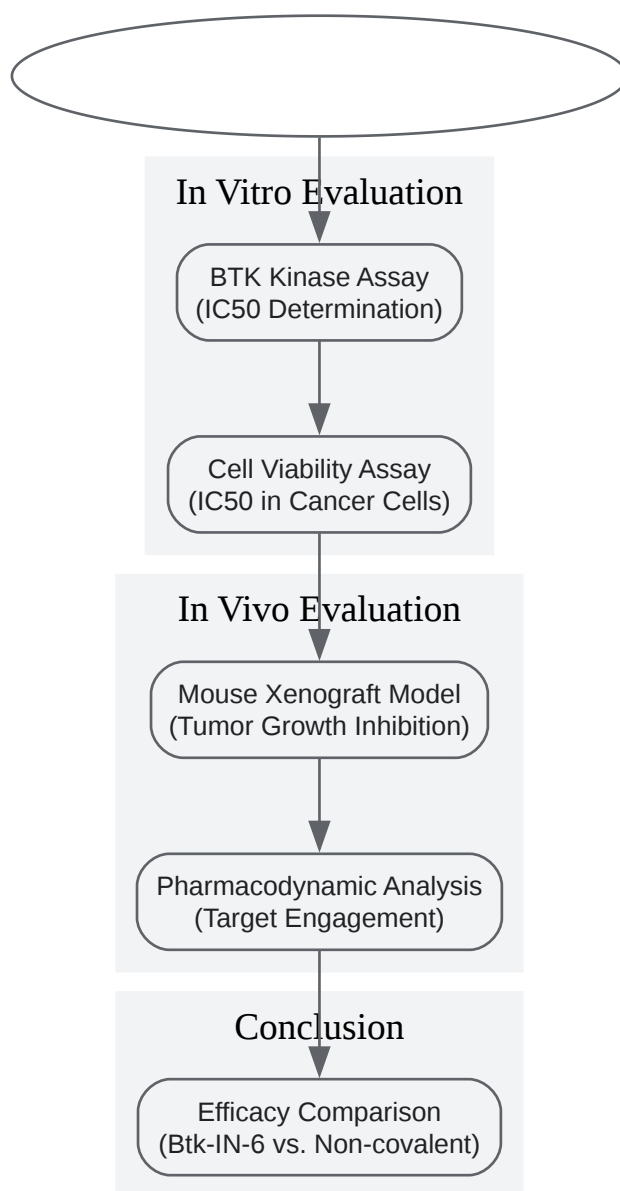 In Vitro Evaluation
BTK Kinase Assay
(IC50 Determination)
Cell Viability Assay
(IC50 in Cancer Cells)
In Vivo Evaluation
Mouse Xenograft Model
(Tumor Growth Inhibition)
Pharmacodynamic Analysis
(Target Engagement)
Conclusion
Efficacy Comparison
(Btk-IN-6 vs. Non-covalent)